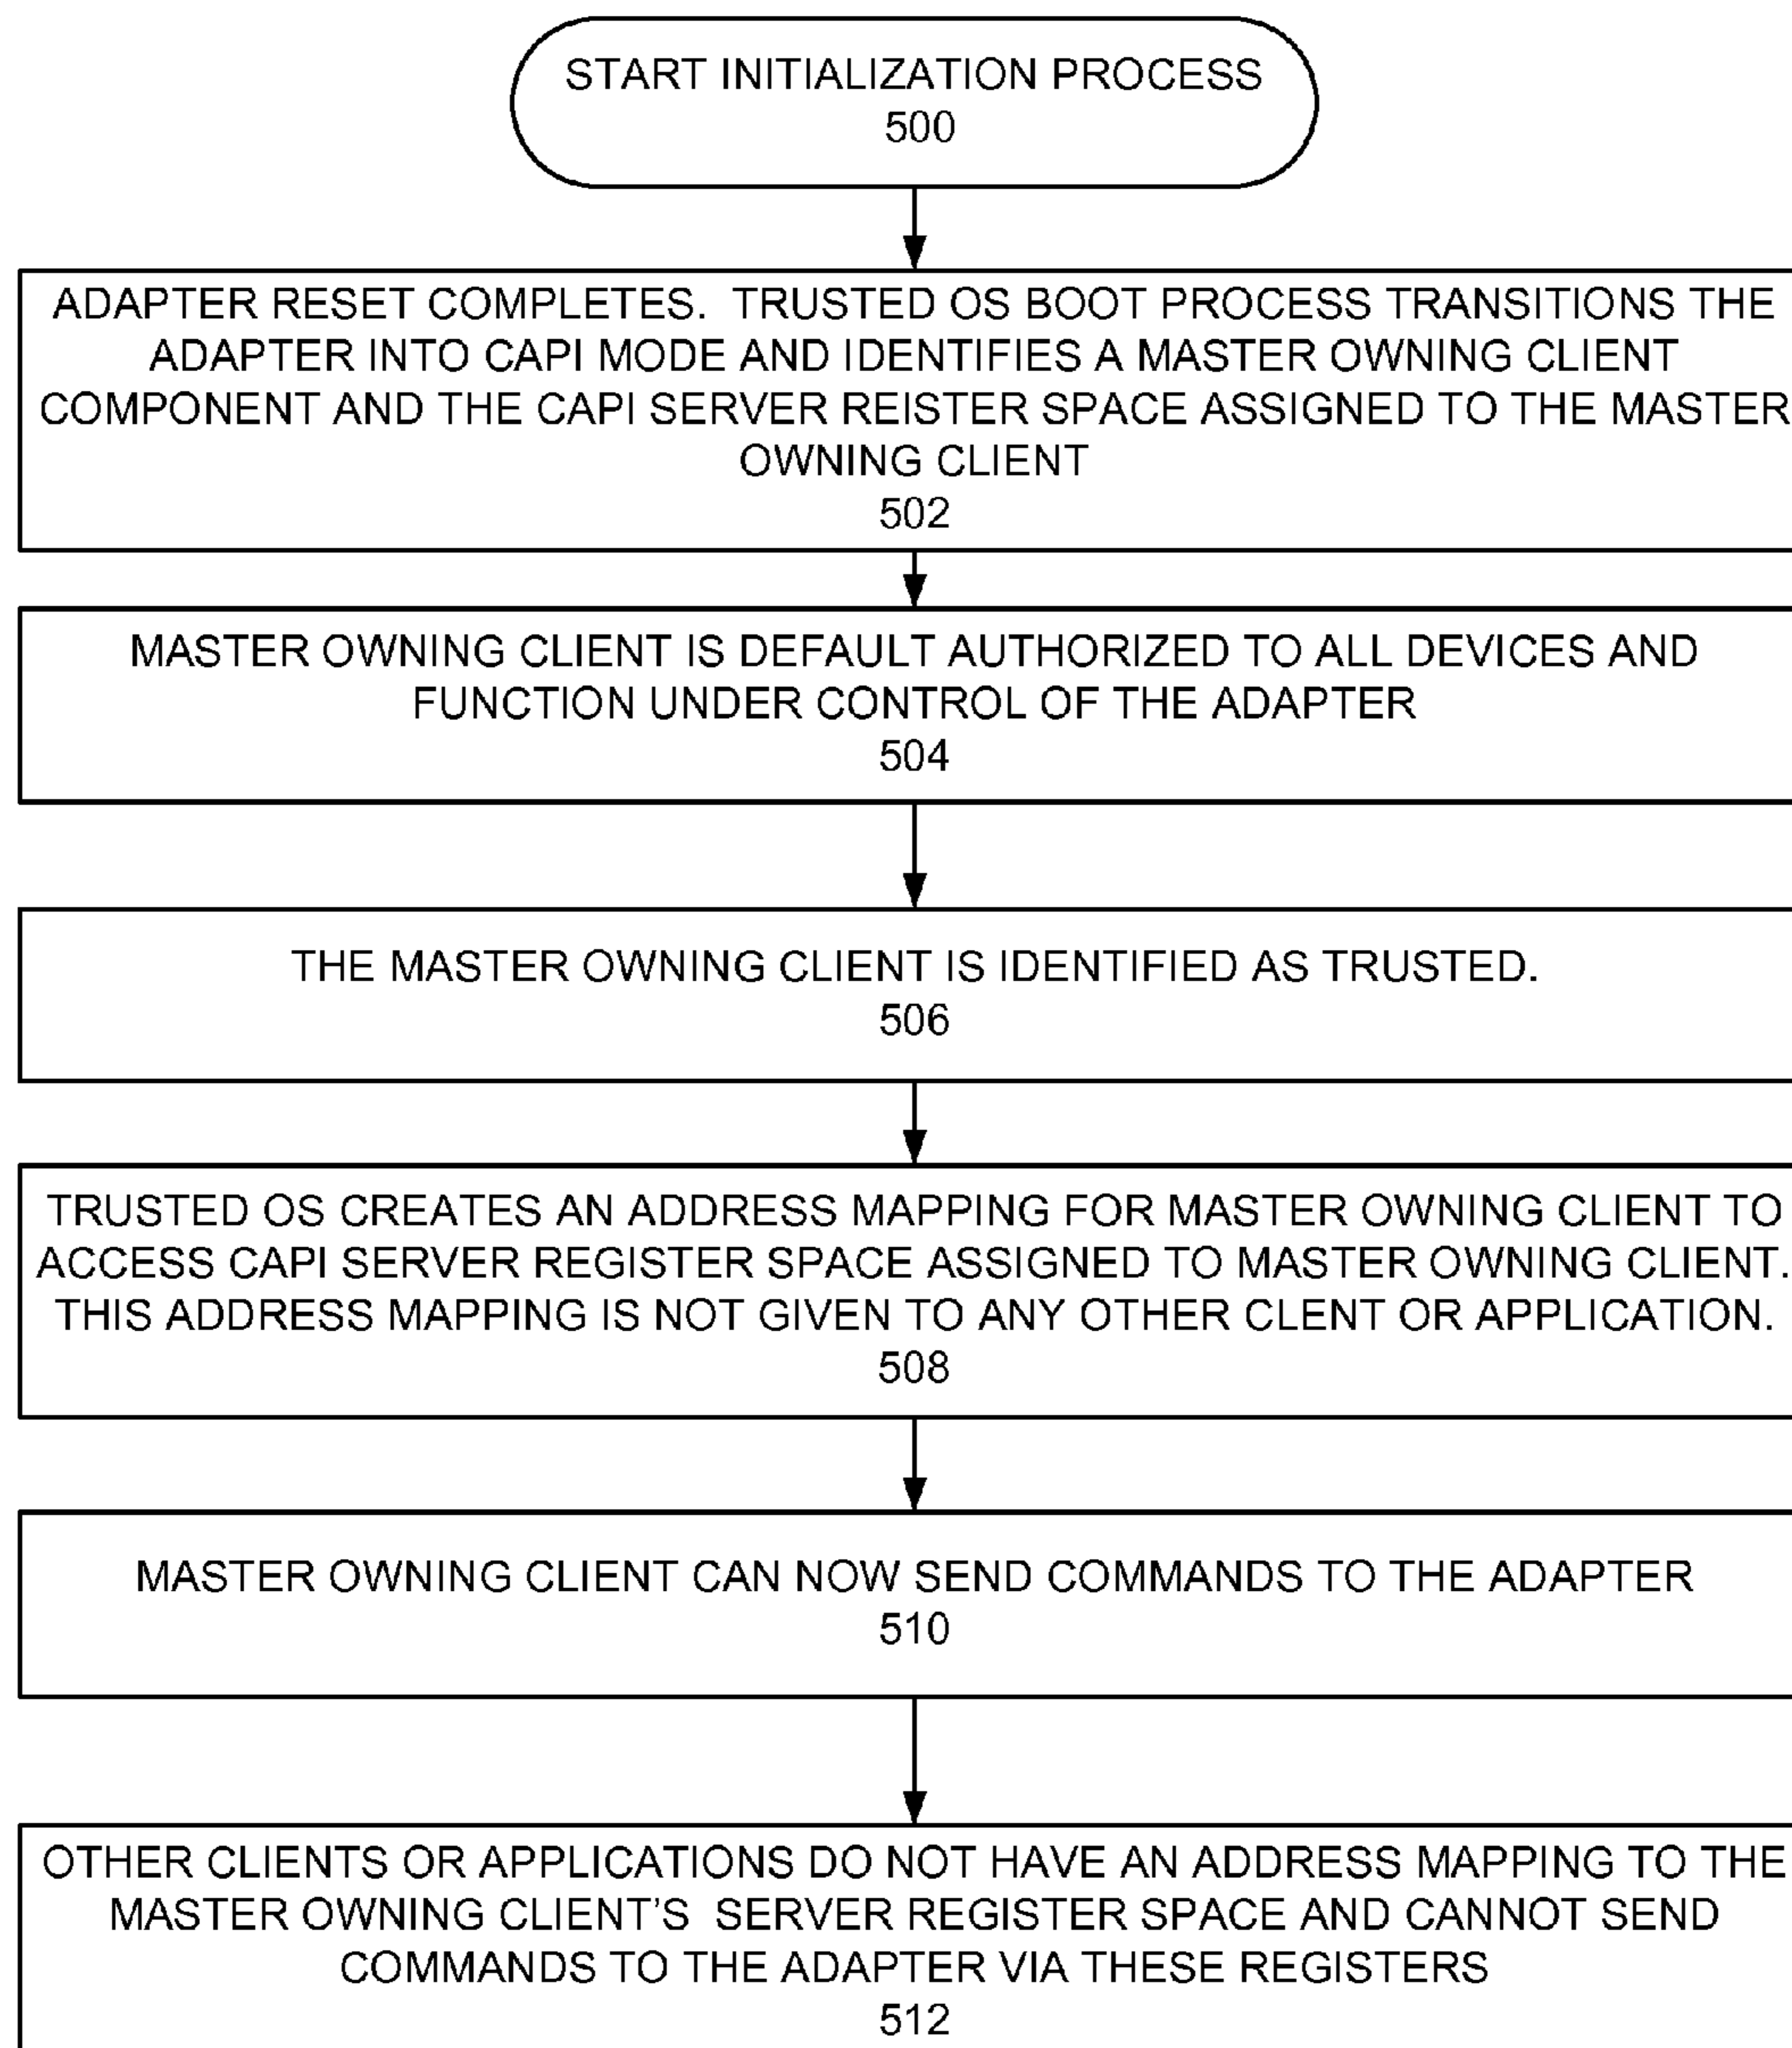 START INITIALIZATION PROCESS
500
ADAPTER RESET COMPLETES.  TRUSTED OS BOOT PROCESS TRANSITIONS THE
ADAPTER INTO CAPI MODE AND IDENTIFIES A MASTER OWNING CLIENT
COMPONENT AND THE CAPI SERVER REISTER SPACE ASSIGNED TO THE MASTER
OWNING CLIENT
502
MASTER OWNING CLIENT IS DEFAULT AUTHORIZED TO ALL DEVICES AND
FUNCTION UNDER CONTROL OF THE ADAPTER
504
THE MASTER OWNING CLIENT IS IDENTIFIED AS TRUSTED.
506
TRUSTED OS CREATES AN ADDRESS MAPPING FOR MASTER OWNING CLIENT TO
ACCESS CAPI SERVER REGISTER SPACE ASSIGNED TO MASTER OWNING CLIENT.
THIS ADDRESS MAPPING IS NOT GIVEN TO ANY OTHER CLENT OR APPLICATION.
508
MASTER OWNING CLIENT CAN NOW SEND COMMANDS TO THE ADAPTER
510
OTHER CLIENTS OR APPLICATIONS DO NOT HAVE AN ADDRESS MAPPING TO THE
MASTER OWNING CLIENT'S  SERVER REGISTER SPACE AND CANNOT SEND
COMMANDS TO THE ADAPTER VIA THESE REGISTERS
512